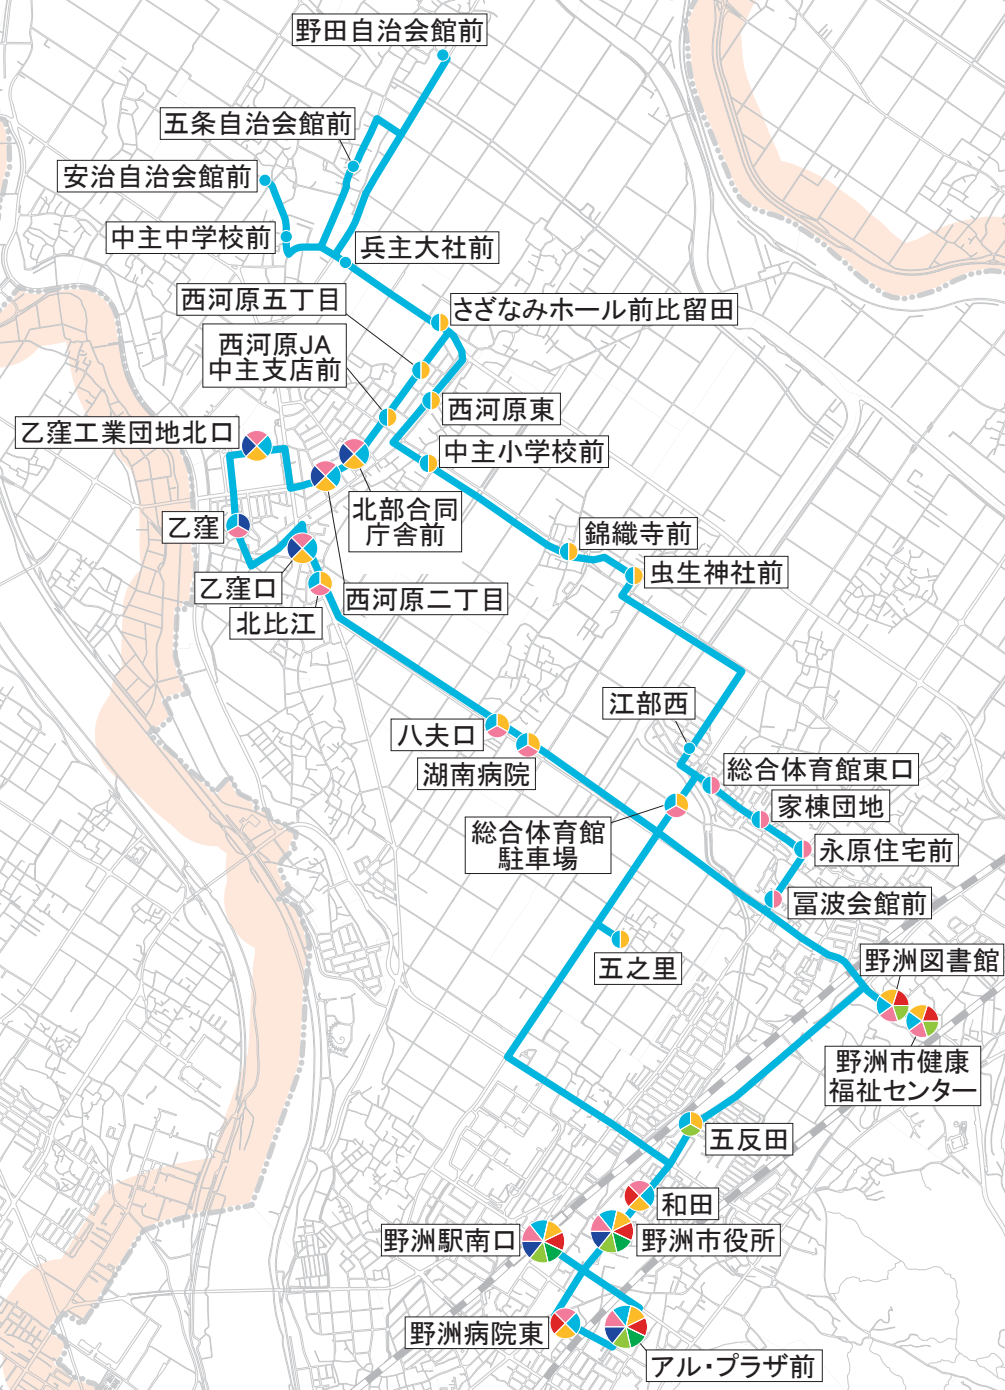 野田自治会館前
五条自治会館前
安治自治会館前
中主中学校前
兵主大社前
西河原五丁目
さざなみホール前比留田
西河原JA
中主支店前
西河原東
乙窪工業団地北口
中主小学校前
北部合同
庁舎前
乙窪
錦織寺前
虫生神社前
乙窪口
西河原二丁目
北比江
江部西
八夫口
総合体育館東口
湖南病院
家棟団地
総合体育館
駐車場
永原住宅前
冨波会館前
五之里
野洲図書館
野洲市健康
福祉センター
五反田
和田
野洲駅南口
野洲市役所
野洲病院東
アル・プラザ前